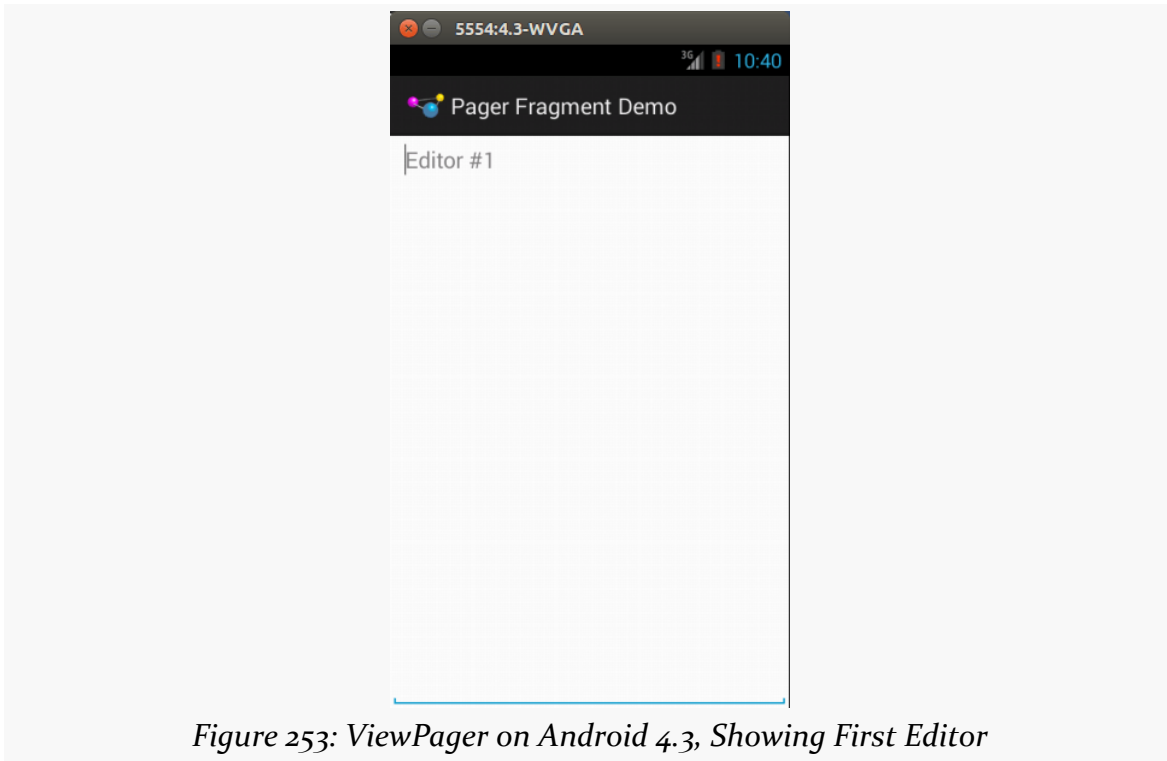 5554:4.3-WVGA
3G 10:40
Pager Fragment Demo
Editor #1
Figure 253: ViewPager on Android 4.3, Showing First Editor